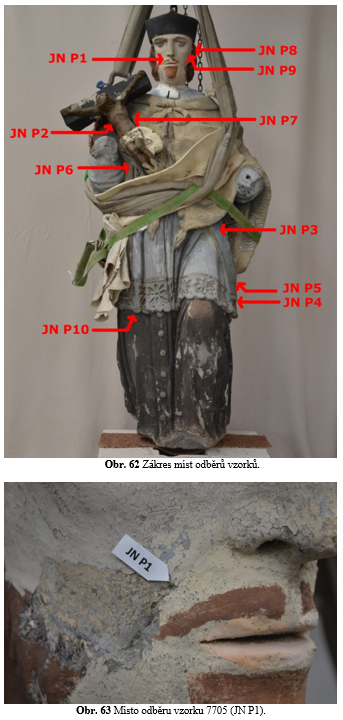 JN P1
JN P8
JN P9
JN P2
JN P7
JN P6
JN P3
JN P5
JN P4
JN P10
Obr. 62 Zákres míst odběrů vzorků.
JN P1
Obr. 63 Místo odběru vzorku 7705 (JN P1).